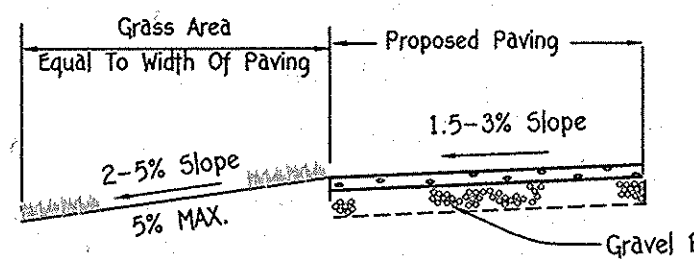 Grass Area
Equal To Width Of Paving
Proposed Paving
1.5-3% Slope
2-5% Slope
5% MAX.
Gravel